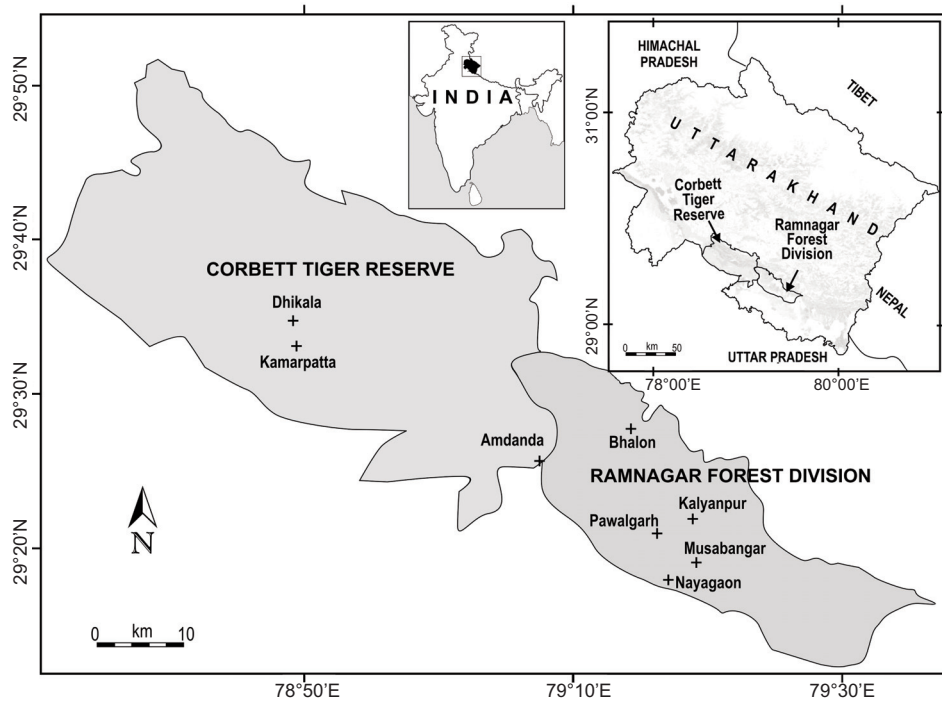 29°50'N
29°40'N
29°30'N
29°20'N
78°50'E
79°10'E
79°30'E
CORBETT TIGER RESERVE
Dhikala
Kamarpatta
Amdanda
Bhalon
RAMNAGAR FOREST DIVISION
Kalyanpur
Pawalgarh
Musabangar
Nayagaon
N
0 km 10
INDIA
HIMACHAL
PRADESH
TIBET
UTTARAKHAND
Corbett
Tiger
Reserve
Ramnagar
Forest
Division
NEPAL
UTTAR PRADESH
0 km 50
31°00'N
29°00'N
78°00'E
80°00'E